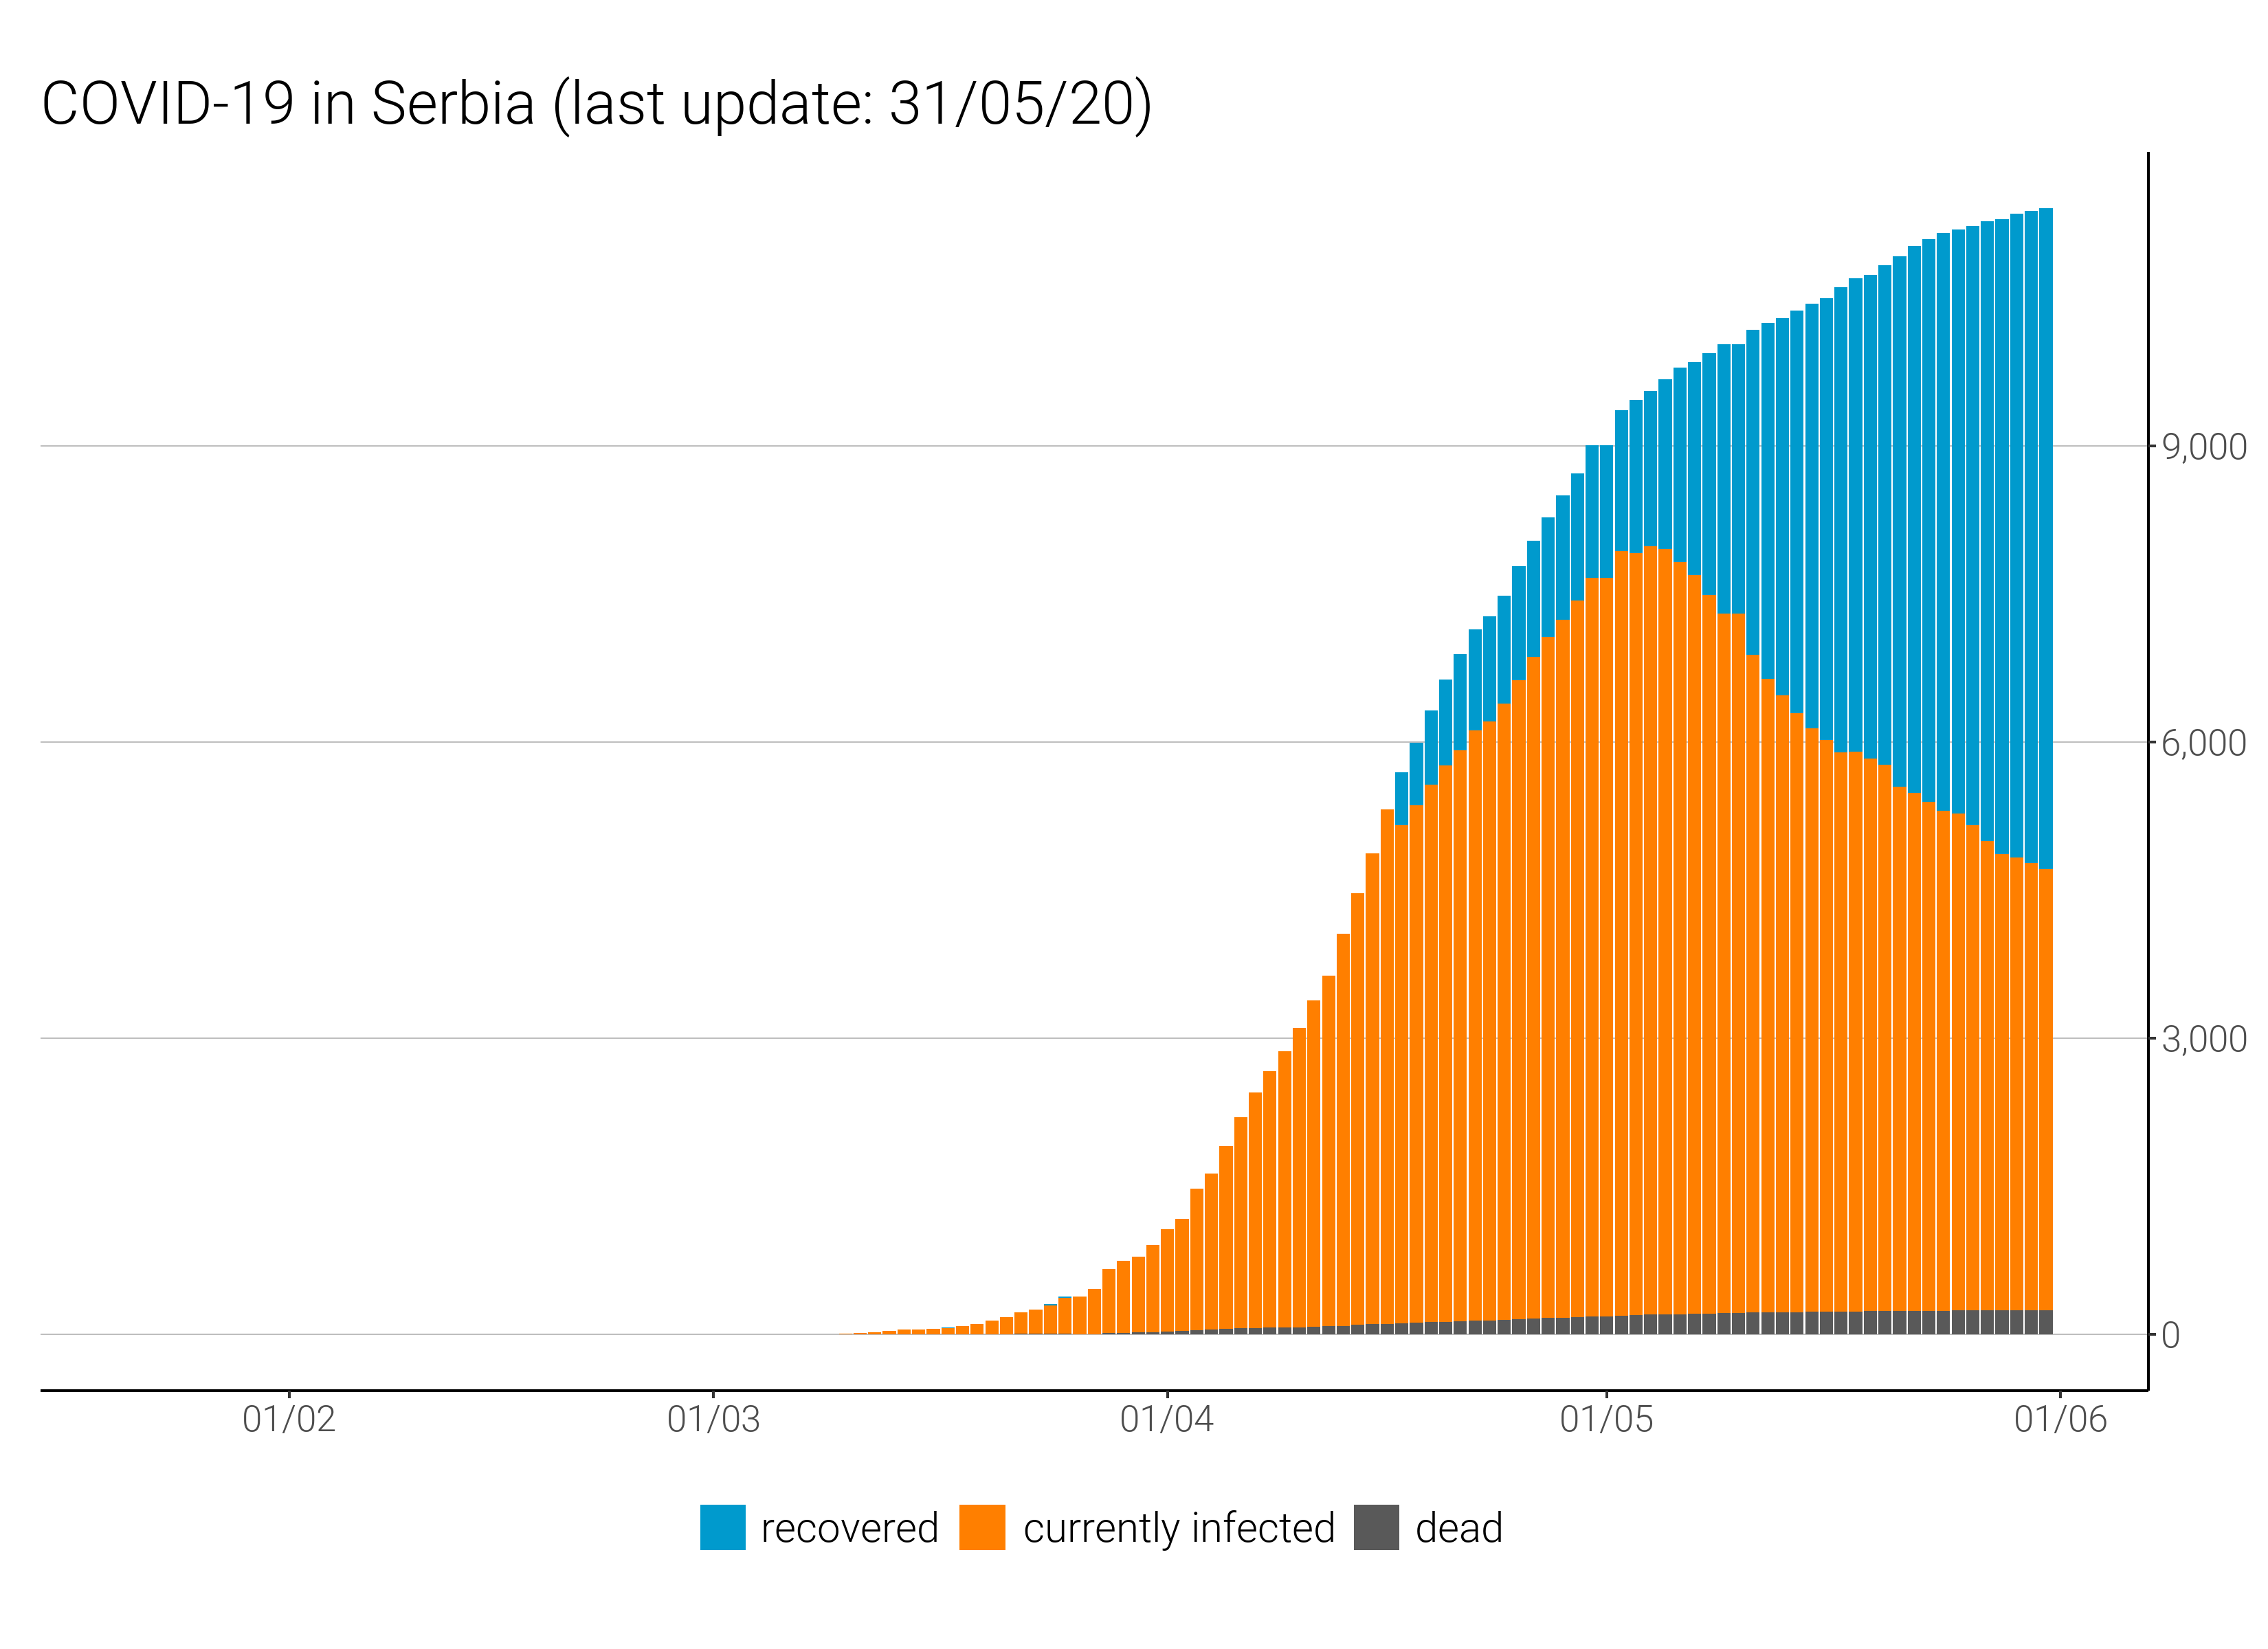 COVID-19 in Serbia (last update: 31/05/20)
9,000
6,000
3,000
0
01/02 01/03 01/04 01/05 01/06
recovered currently infected dead